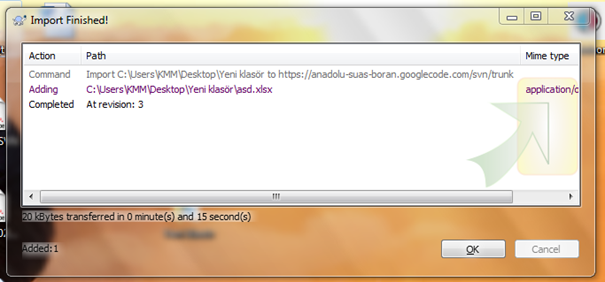 Import Finished!
Action Path Mime type
Command Import C:\Users\KMM\Desktop\Yeni klasör to https://anadolu-suas-boran.googlecode.com/svn/trunk
Adding C:\Users\KMM\Desktop\Yeni klasör\asd.xlsx application/o
Completed At revision: 3
20 kBytes transferred in 0 minute(s) and 15 second(s)
Added:1
OK Cancel